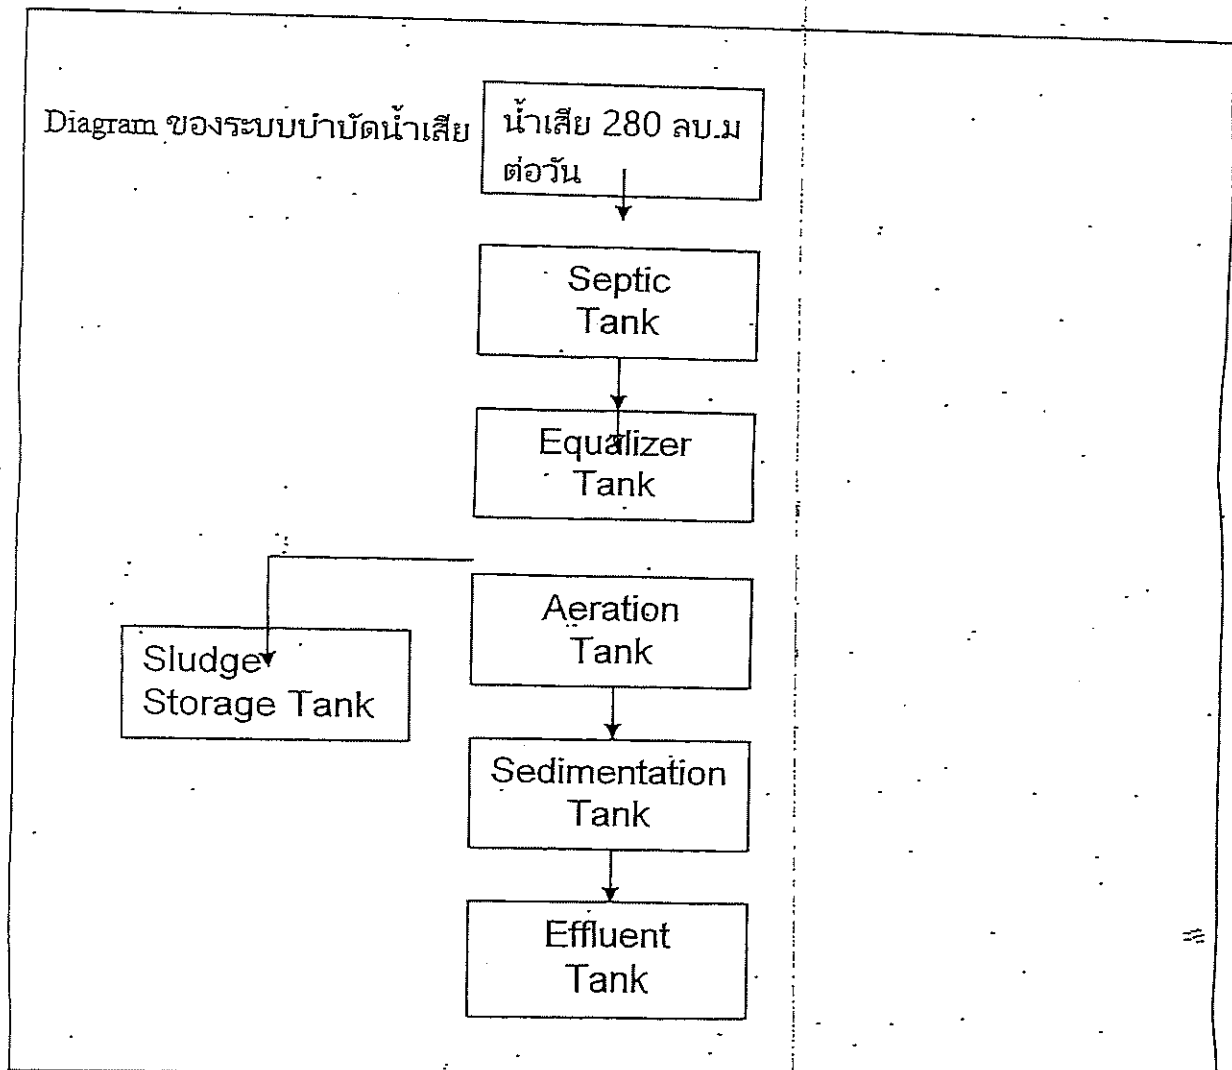 Diagram ของระบบบำบัดน้ำเสีย
น้ำเสีย 280 ลบ.ม
ต่อวัน
Septic
Tank
Equalizer
Tank
Aeration
Tank
Sludge
Storage Tank
Sedimentation
Tank
Effluent
Tank